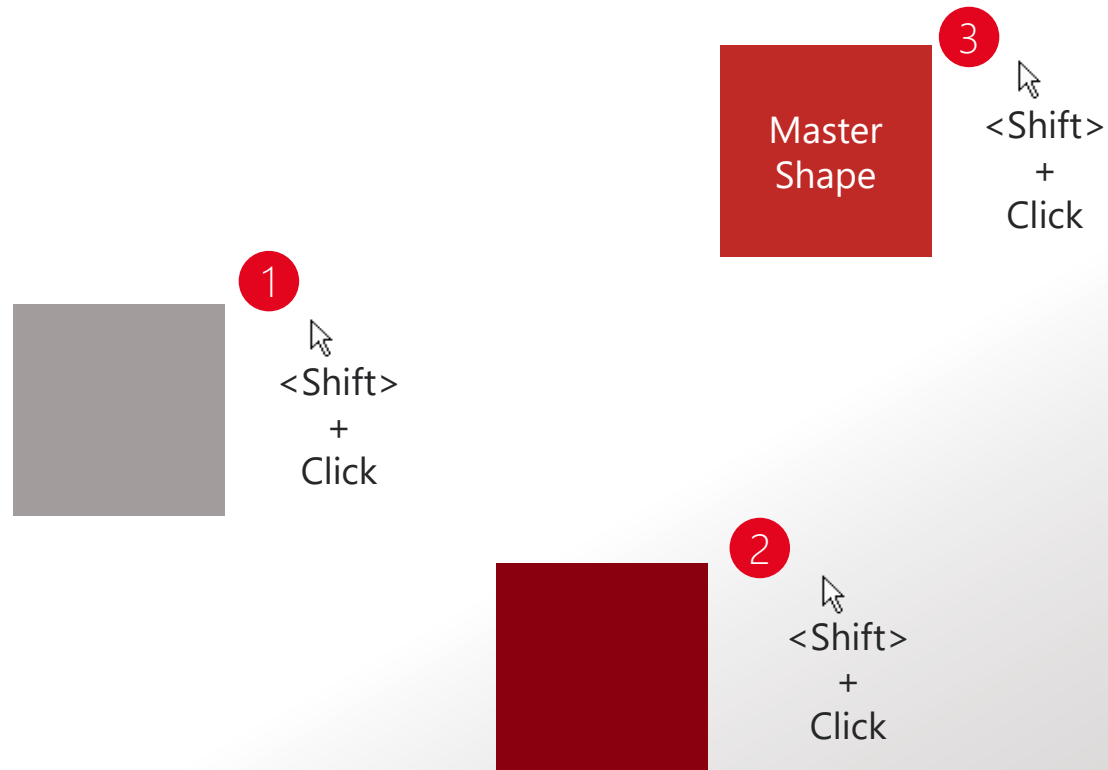 3
Master
Shape
<Shift>
+
Click
1
<Shift>
+
Click
2
<Shift>
+
Click